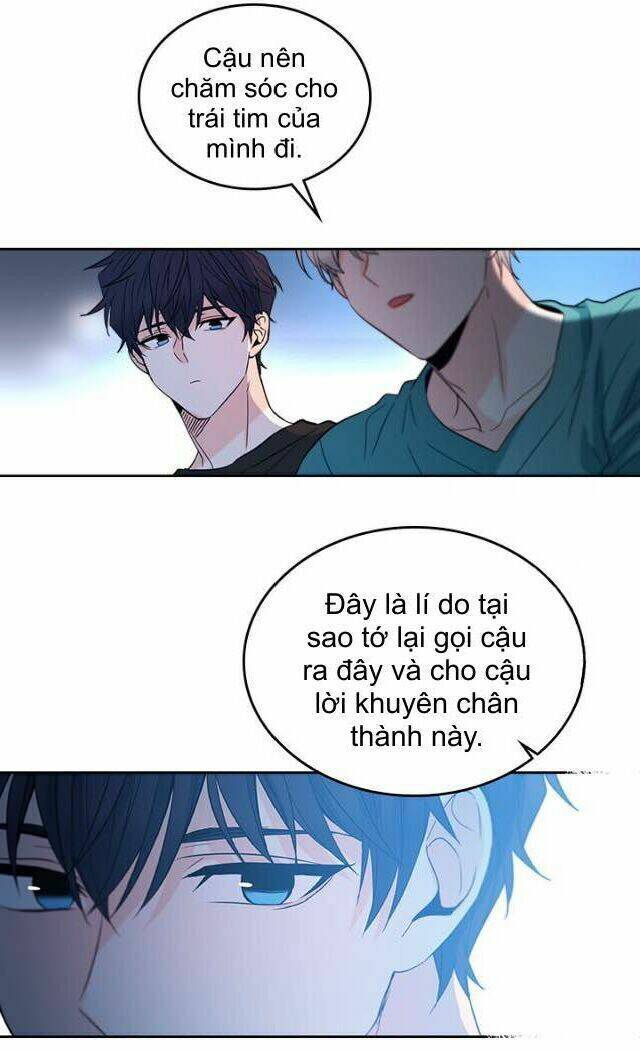 Cậu nên
chăm sóc cho
trái tim của
mình đi.
Đây là lí do tại
sao tớ lại gọi cậu
ra đây và cho cậu
lời khuyên chân
thành này.